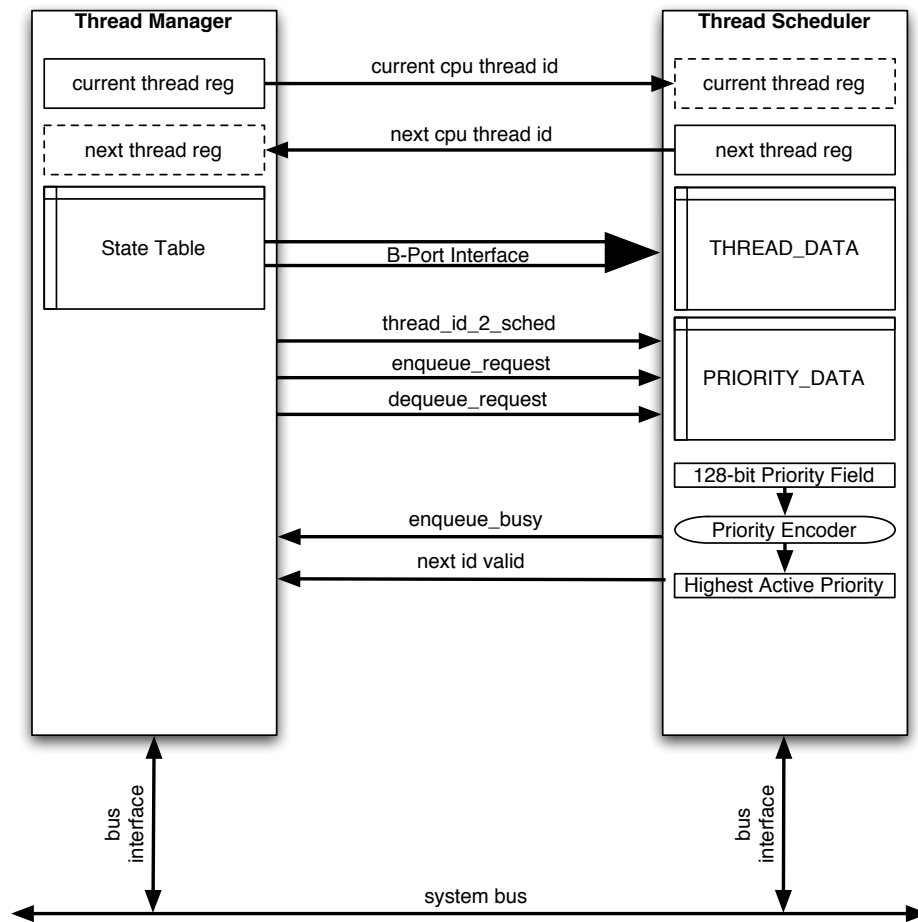 Thread Manager
Thread Scheduler
current thread reg
current cpu thread id
current thread reg
next thread reg
next cpu thread id
next thread reg
State Table
B-Port Interface
THREAD_DATA
thread_id_2_sched
enqueue_request
dequeue_request
PRIORITY_DATA
128-bit Priority Field
enqueue_busy
Priority Encoder
next id valid
Highest Active Priority
bus
interface
bus
interface
system bus